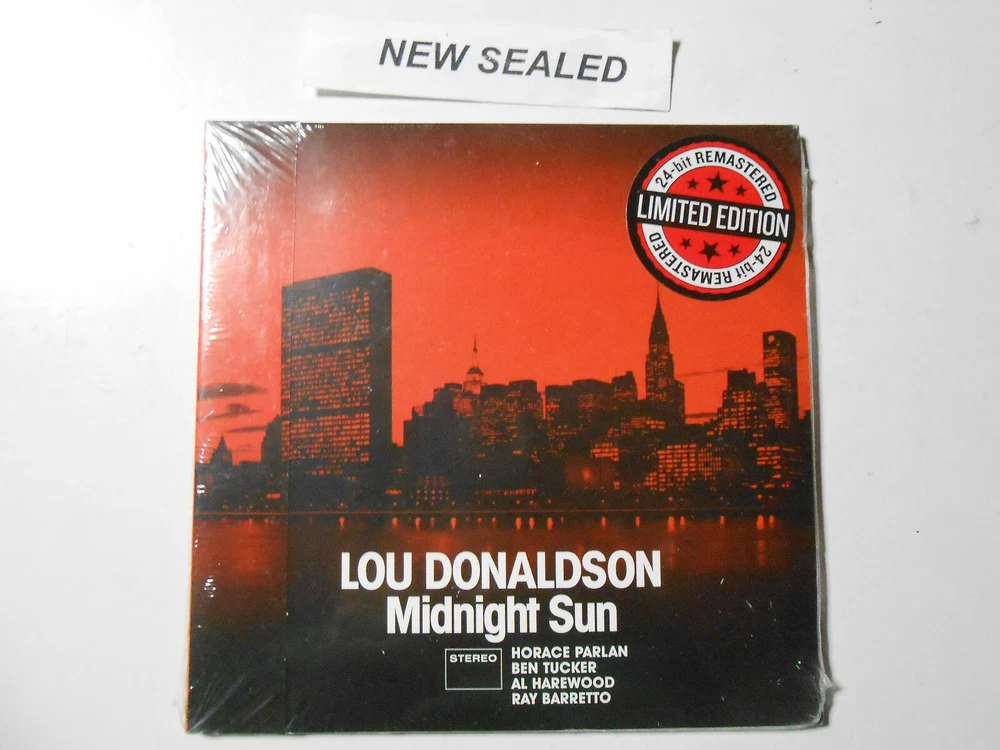 NEW SEALED
24-bit REMASTERED
LIMITED EDITION
24-bit REMASTERED
LOU DONALDSON
Midnight Sun
STEREO
HORACE PARLAN
BEN TUCKER
AL HAREWOOD
RAY BARRETTO